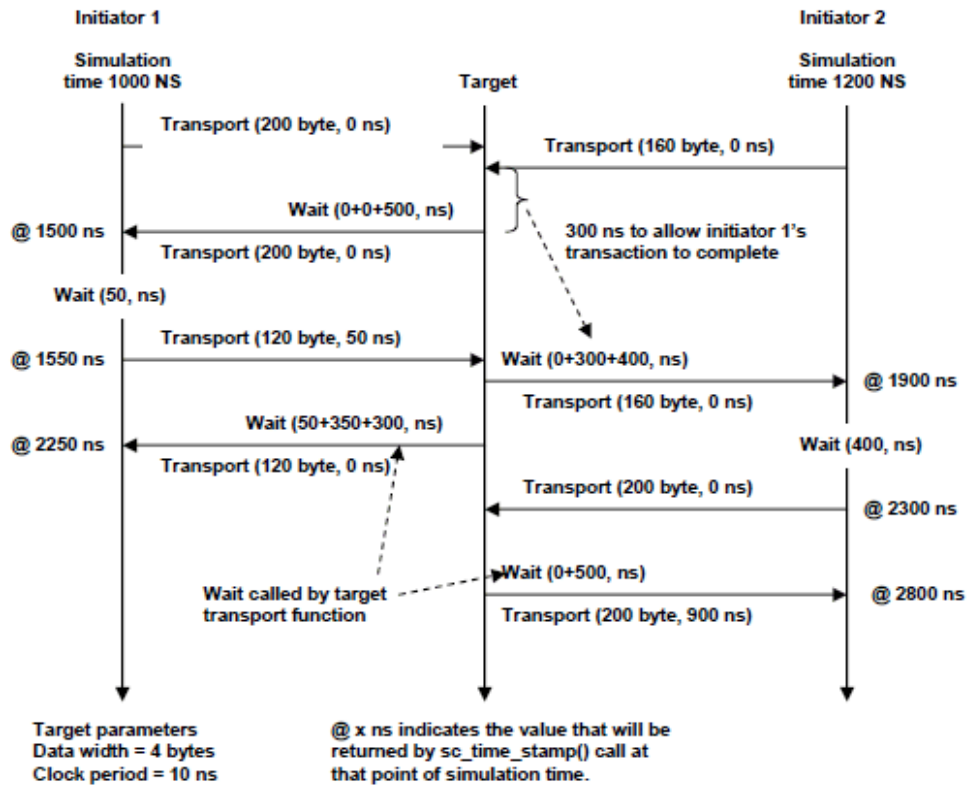 Initiator 1
Initiator 2
Simulation
time 1000 NS
Target
Simulation
time 1200 NS
Transport (200 byte, 0 ns)
Transport (160 byte, 0 ns)
Wait (0+0+500, ns)
@ 1500 ns
Transport (200 byte, 0 ns)
300 ns to allow initiator 1's
transaction to complete
Wait (50, ns)
Transport (120 byte, 50 ns)
@ 1550 ns
Wait (0+300+400, ns)
@ 1900 ns
Transport (160 byte, 0 ns)
Wait (50+350+300, ns)
@ 2250 ns
Wait (400, ns)
Transport (120 byte, 0 ns)
Transport (200 byte, 0 ns)
@ 2300 ns
Wait (0+500, ns)
Wait called by target
transport function
@ 2800 ns
Transport (200 byte, 900 ns)
Target parameters
Data width = 4 bytes
Clock period = 10 ns
@ x ns indicates the value that will be
returned by sc_time_stamp() call at
that point of simulation time.